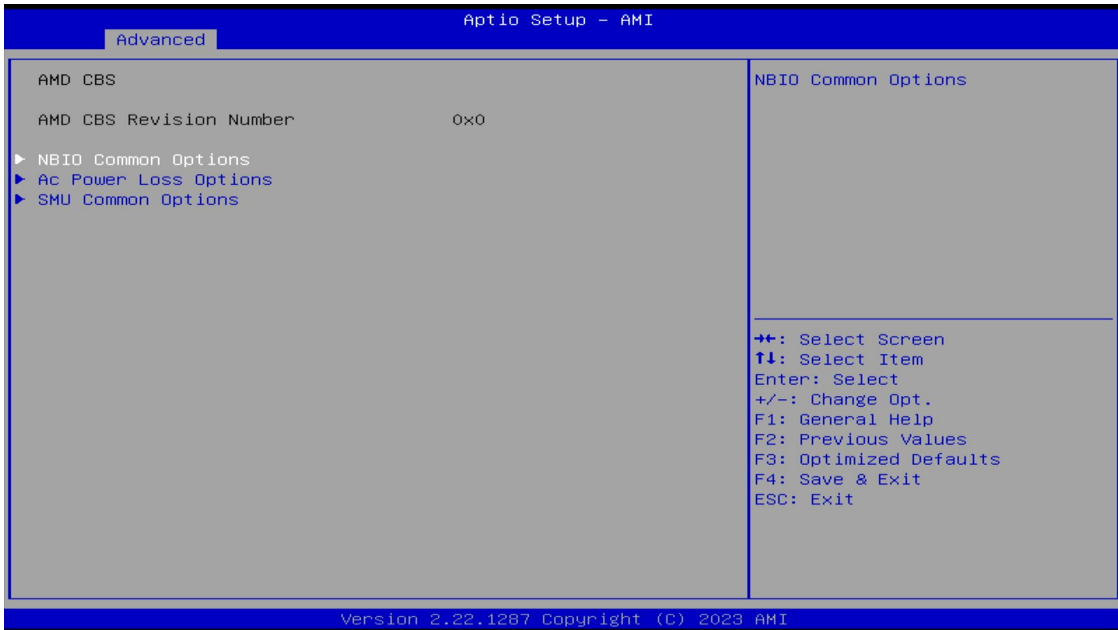 Aptio Setup - AMI
Advanced
AMD CBS
AMD CBS Revision Number 0x0
▶ NBIO Common Options
▶ Ac Power Loss Options
▶ SMU Common Options
NBIO Common Options
→←: Select Screen
↑↓: Select Item
Enter: Select
+/-: Change Opt.
F1: General Help
F2: Previous Values
F3: Optimized Defaults
F4: Save & Exit
ESC: Exit
Version 2.22.1287 Copyright (C) 2023 AMI